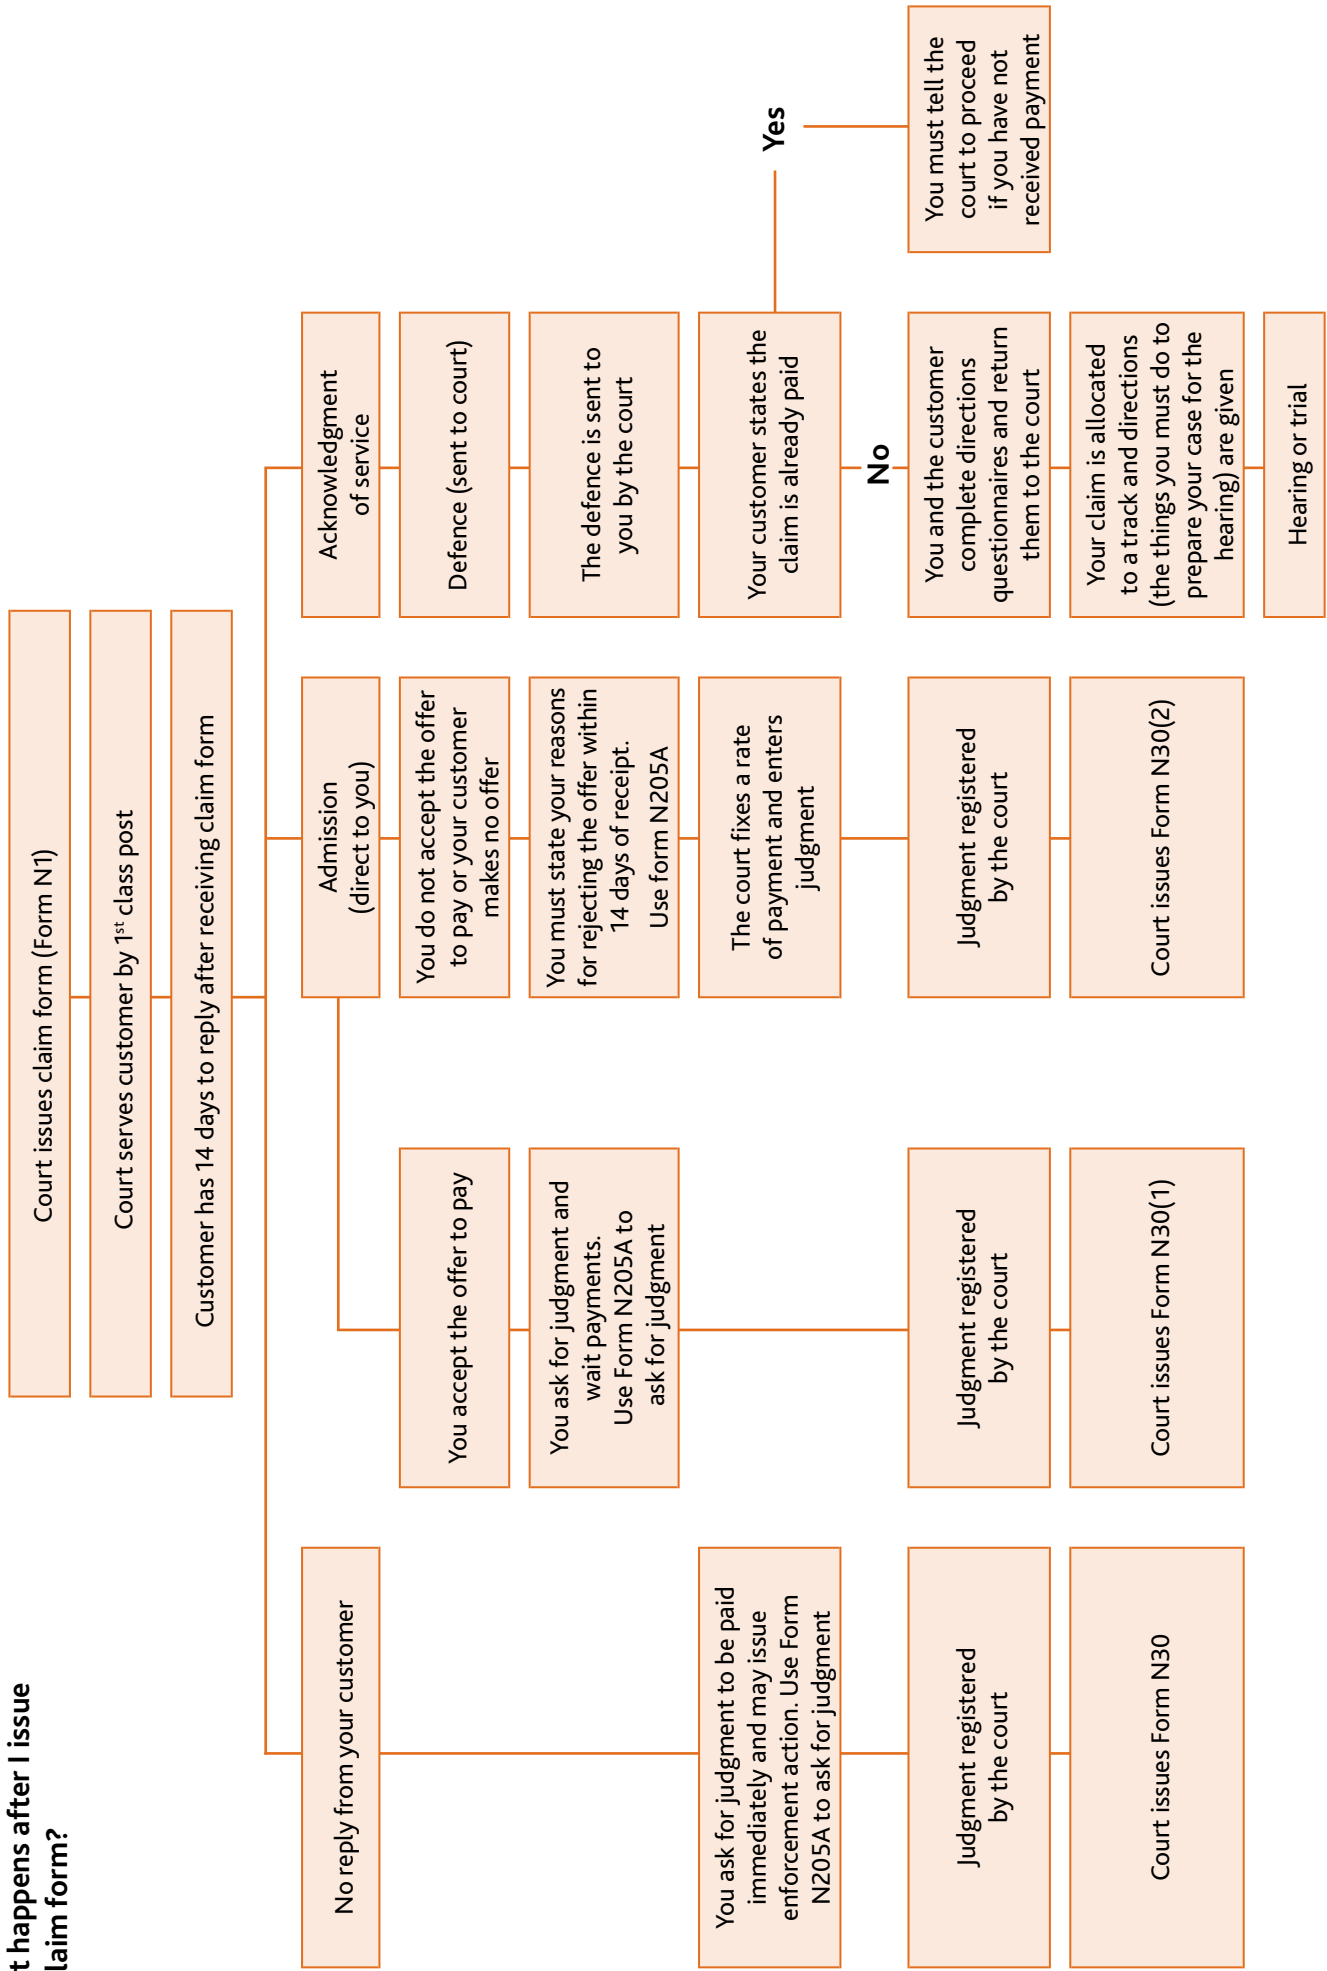 t happens after I issue
laim form?
Court issues claim form (Form N1)
Court serves customer by 1st class post
Customer has 14 days to reply after receiving claim form
No reply from your customer
You ask for judgment to be paid
immediately and may issue
enforcement action. Use Form
N205A to ask for judgment
Judgment registered
by the court
Court issues Form N30
Admission
(direct to you)
You accept the offer to pay
You ask for judgment and
wait payments.
Use Form N205A to
ask for judgment
Judgment registered
by the court
Court issues Form N30(1)
You do not accept the offer
to pay or your customer
makes no offer
You must state your reasons
for rejecting the offer within
14 days of receipt.
Use form N205A
The court fixes a rate
of payment and enters
judgment
Judgment registered
by the court
Court issues Form N30(2)
Acknowledgment
of service
Defence (sent to court)
The defence is sent to
you by the court
Your customer states the
claim is already paid
No
You and the customer
complete directions
questionnaires and return
them to the court
Your claim is allocated
to a track and directions
(the things you must do to
prepare your case for the
hearing) are given
Hearing or trial
Yes
You must tell the
court to proceed
if you have not
received payment